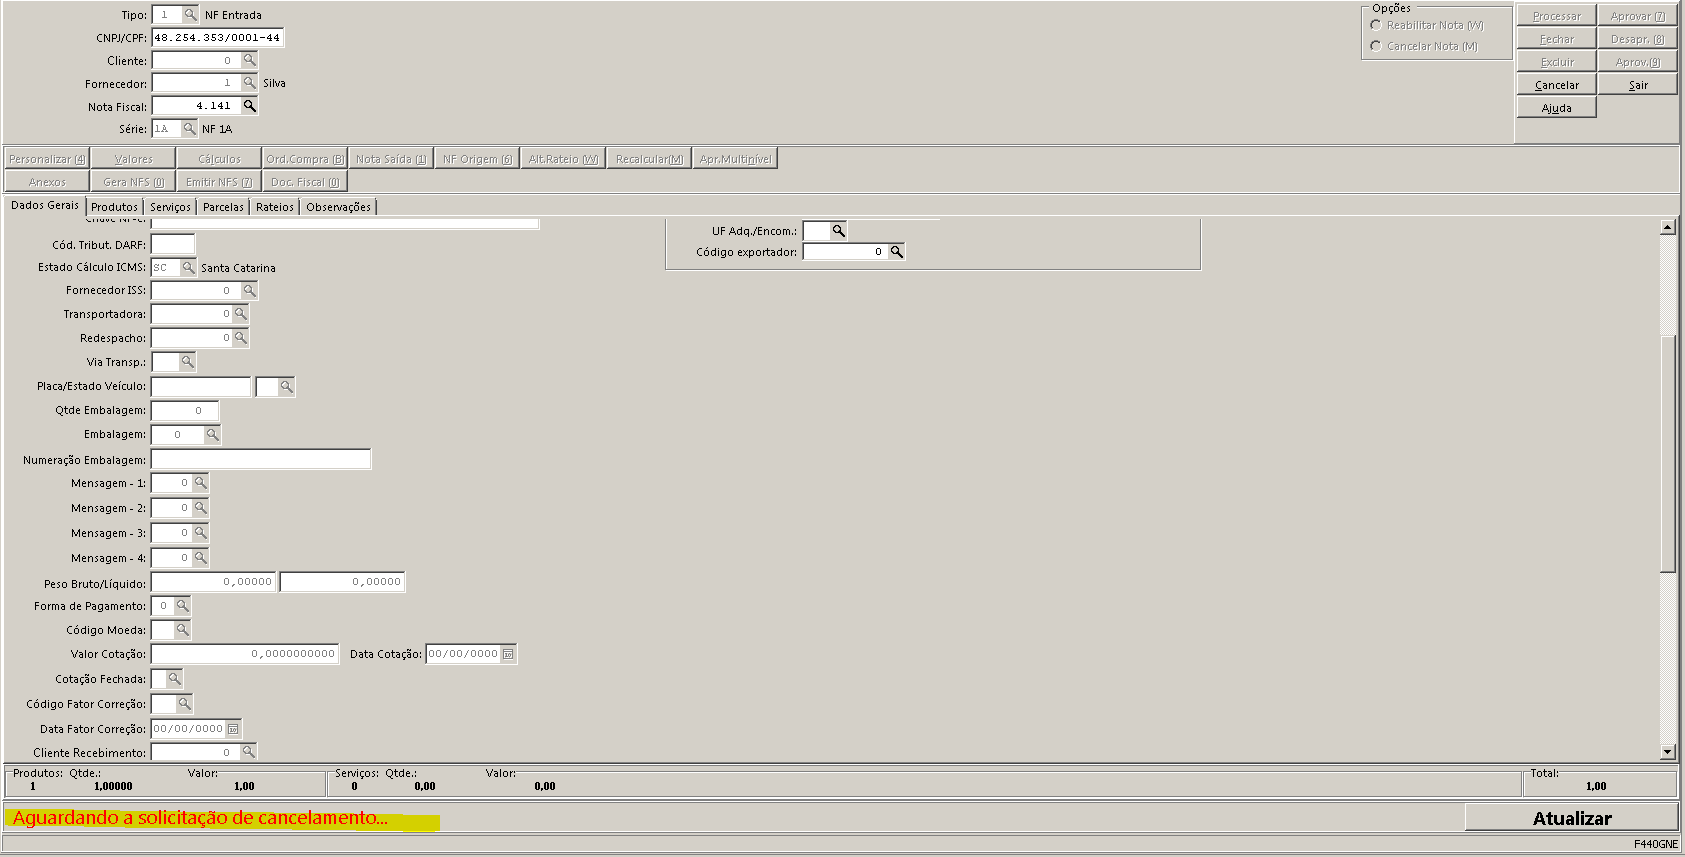 Tipo: 1 NF Entrada
CNPJ/CPF: 48.254.353/0001-44
Cliente: 0
Fornecedor: 1 Silva
Nota Fiscal: 4.141
Série: 1A NF 1A
Opções
Reabilitar Nota (W)
Cancelar Nota (M)
Processar Aprovar (7)
Fechar Desapr. (8)
Excluir Aprov.(9)
Cancelar Sair
Ajuda
Personalizar (4) Valores Cálculos Ord.Compra (B) Nota Saída (1) NF Origem (6) Alt.Rateio (W) Recalcular(M) Apr.Multinível
Anexos Gera NFS (0) Emitir NFS (7) Doc. Fiscal (0)
Dados Gerais Produtos Serviços Parcelas Rateios Observações
Cód. Tribut. DARF:
Estado Cálculo ICMS: SC Santa Catarina
Fornecedor ISS: 0
Transportadora: 0
Redespacho: 0
Via Transp.:
Placa/Estado Veículo:
Qtde Embalagem: 0
Embalagem: 0
Numeração Embalagem:
Mensagem - 1: 0
Mensagem - 2: 0
Mensagem - 3: 0
Mensagem - 4: 0
Peso Bruto/Líquido: 0,00000 0,00000
Forma de Pagamento: 0
Código Moeda:
Valor Cotação: 0,0000000000 Data Cotação: 00/00/0000
Cotação Fechada:
Código Fator Correção:
Data Fator Correção: 00/00/0000
Cliente Recebimento: 0
UF Adq./Encom.:
Código exportador: 0
Produtos: Qtde.: Valor: Serviços: Qtde.: Valor: Total:
1 1,00000 1,00 0 0,00 0,00 1,00
Aguardando a solicitação de cancelamento... Atualizar
F440GNE